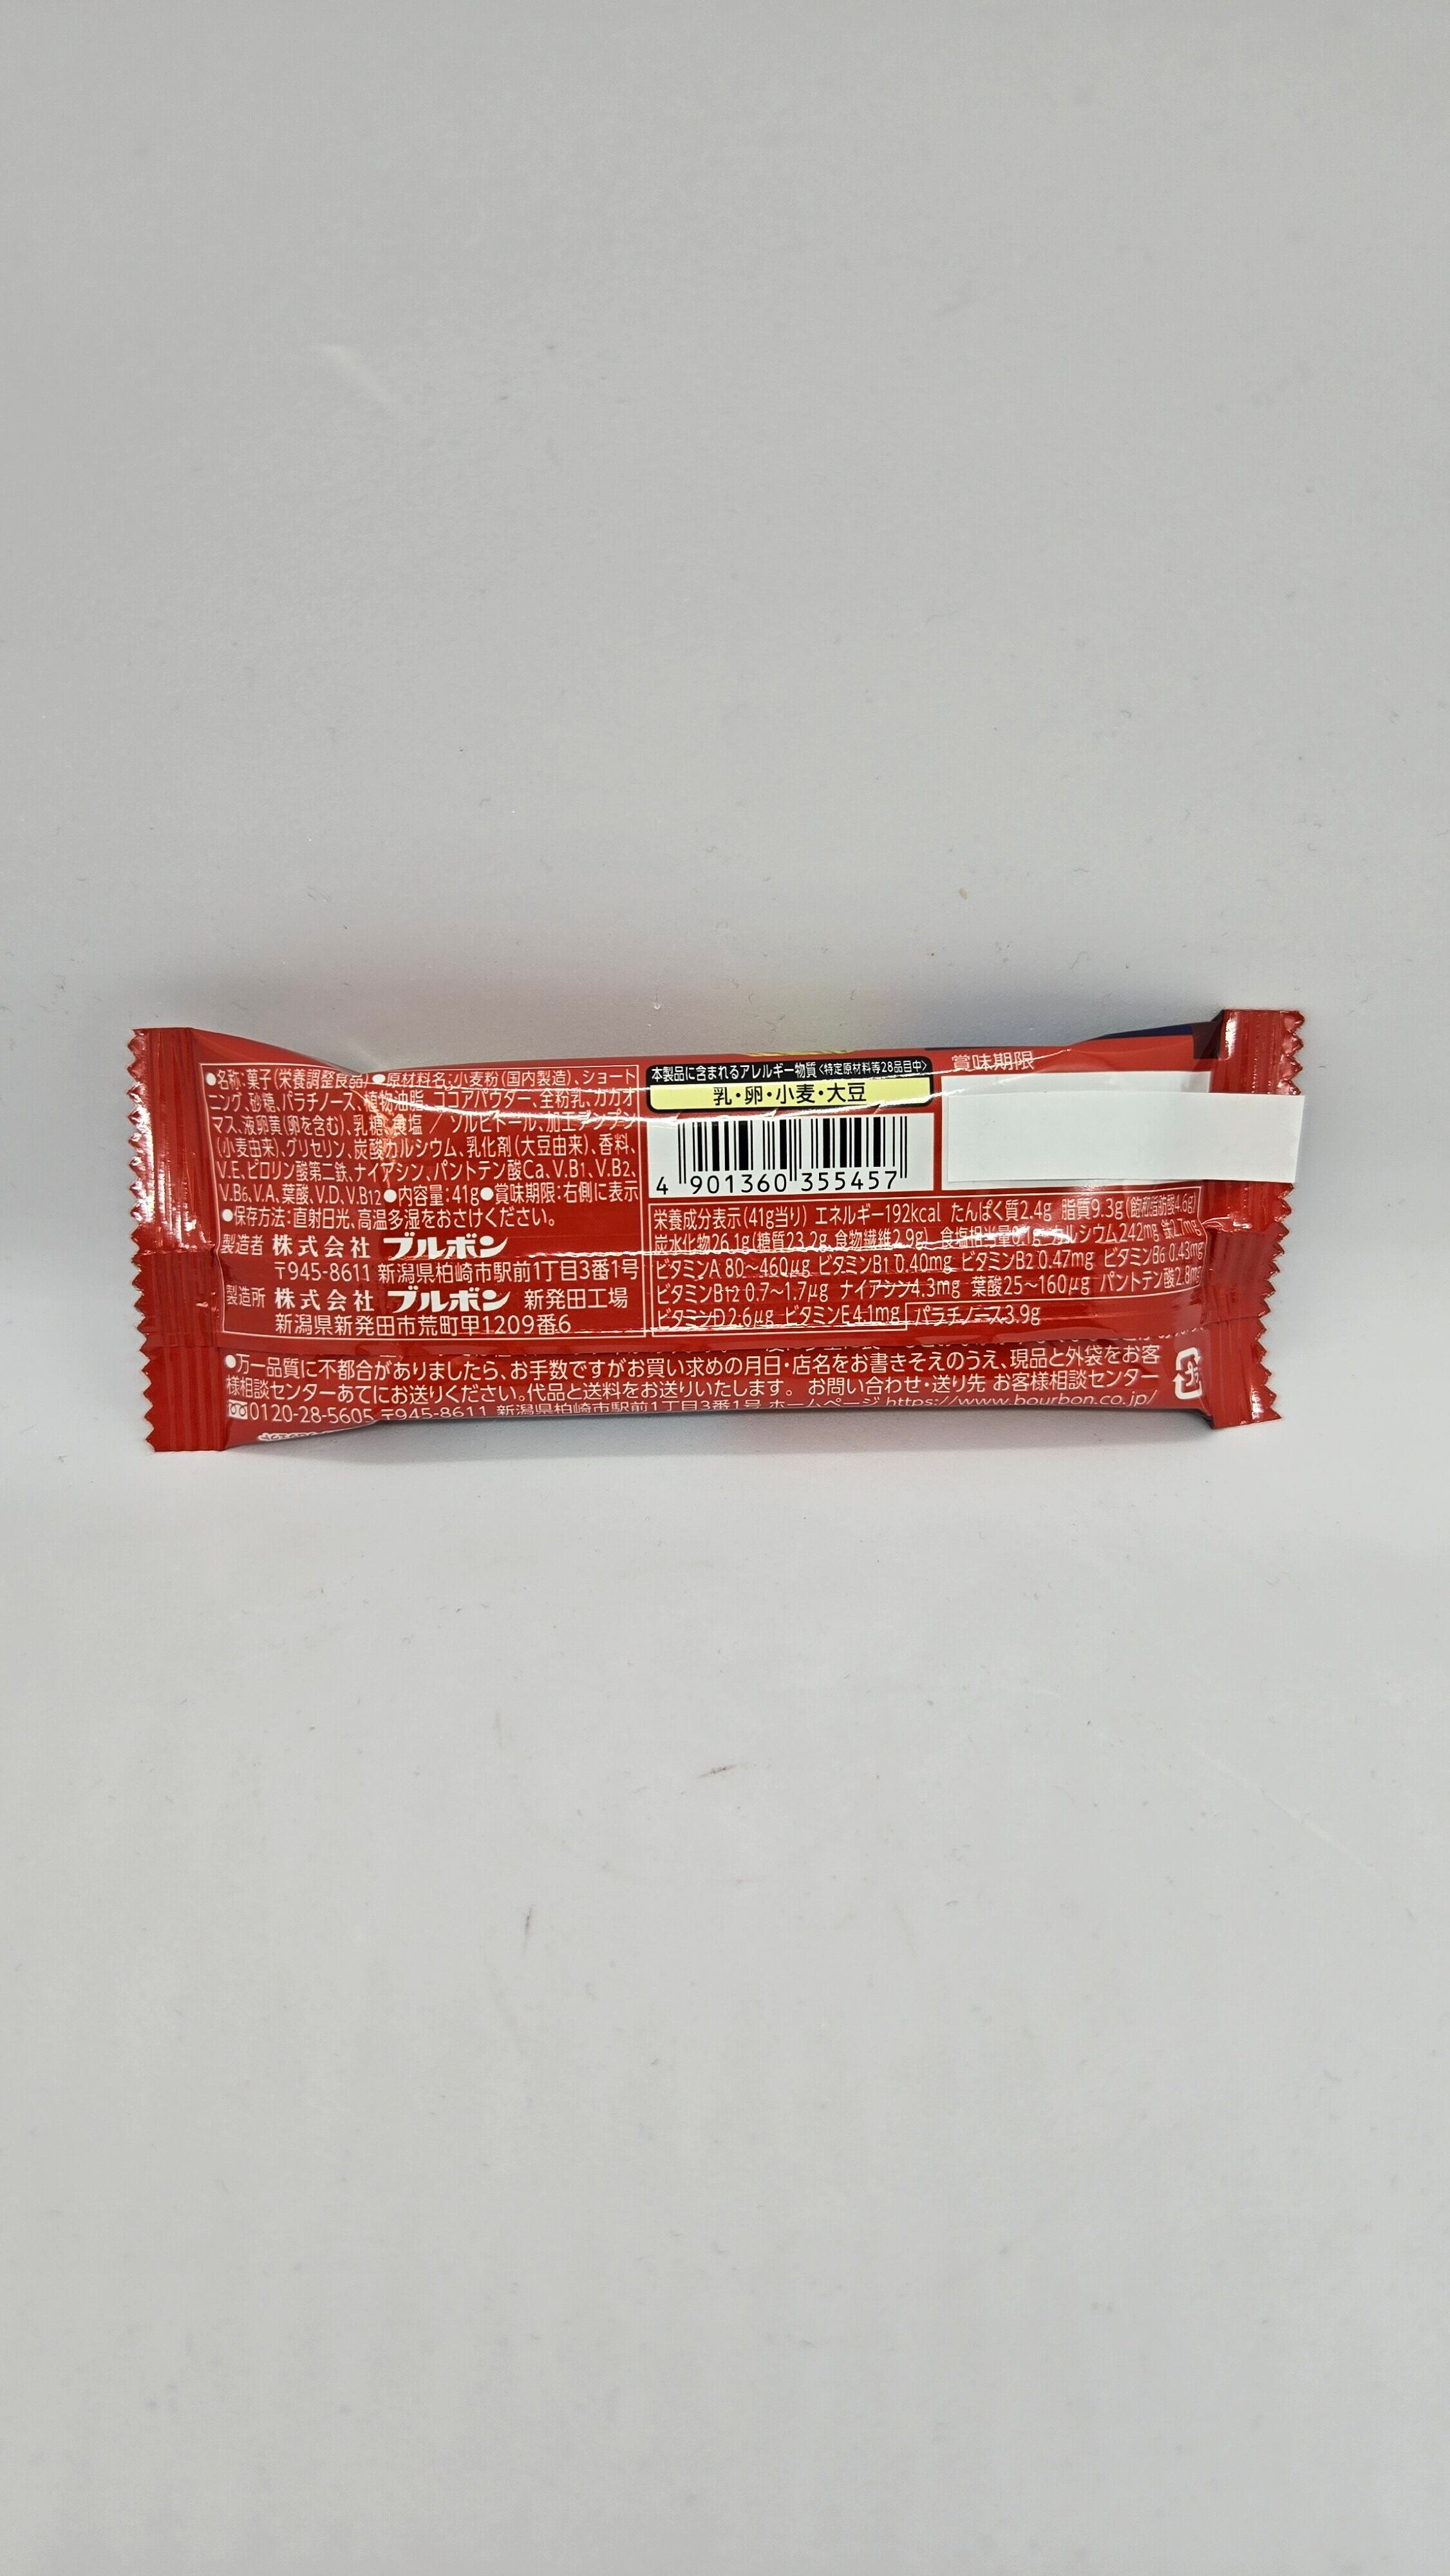 ●名称:菓子(栄養調整食品)●原材料名:小麦粉(国内製造)、ショート
ニング、砂糖、パラチノース、植物油脂、ココアパウダー、全粉乳、カカオ
マス、液卵黄(卵を含む)、乳糖、食塩/ソルビトール、加工デンプン
(小麦由来)、グリセリン、炭酸カルシウム、乳化剤(大豆由来)、香料、
V.E、ピロリン酸第二鉄、ナイアシン、パントテン酸Ca、V.B1、V.B2、
V.B6、V.A、葉酸、V.D、V.B12●内容量:41g●賞味期限:右側に表示
●保存方法:直射日光、高温多湿をおさけください。
製造者 株式会社 ブルボン
〒945-8611 新潟県柏崎市駅前1丁目3番1号
製造所 株式会社 ブルボン 新発田工場
新潟県新発田市荒町甲1209番6
本製品に含まれるアレルギー物質〈特定原材料等28品目中〉
乳・卵・小麦・大豆
4 901360 355457
賞味期限
栄養成分表示(41g当り) エネルギー192kcal たんぱく質2.4g 脂質9.3g(飽和脂肪酸4.6g)
炭水化物26.1g(糖質23.2g、食物繊維2.9g) 食塩相当量0.1g カルシウム242mg 鉄2.7mg
ビタミンA 80～460μg ビタミンB1 0.40mg ビタミンB2 0.47mg ビタミンB6 0.43mg
ビタミンB12 0.7～1.7μg ナイアシン4.3mg 葉酸25～160μg パントテン酸2.8mg
ビタミンD2.6μg ビタミンE4.1mg パラチノース3.9g
●万一品質に不都合がありましたら、お手数ですがお買い求めの月日・店名をお書きそえのうえ、現品と外袋をお客
様相談センターあてにお送りください。代品と送料をお送りいたします。 お問い合わせ・送り先 お客様相談センター
0120-28-5605 〒945-8611 新潟県柏崎市駅前1丁目3番1号 ホームページ https://www.bourbon.co.jp/